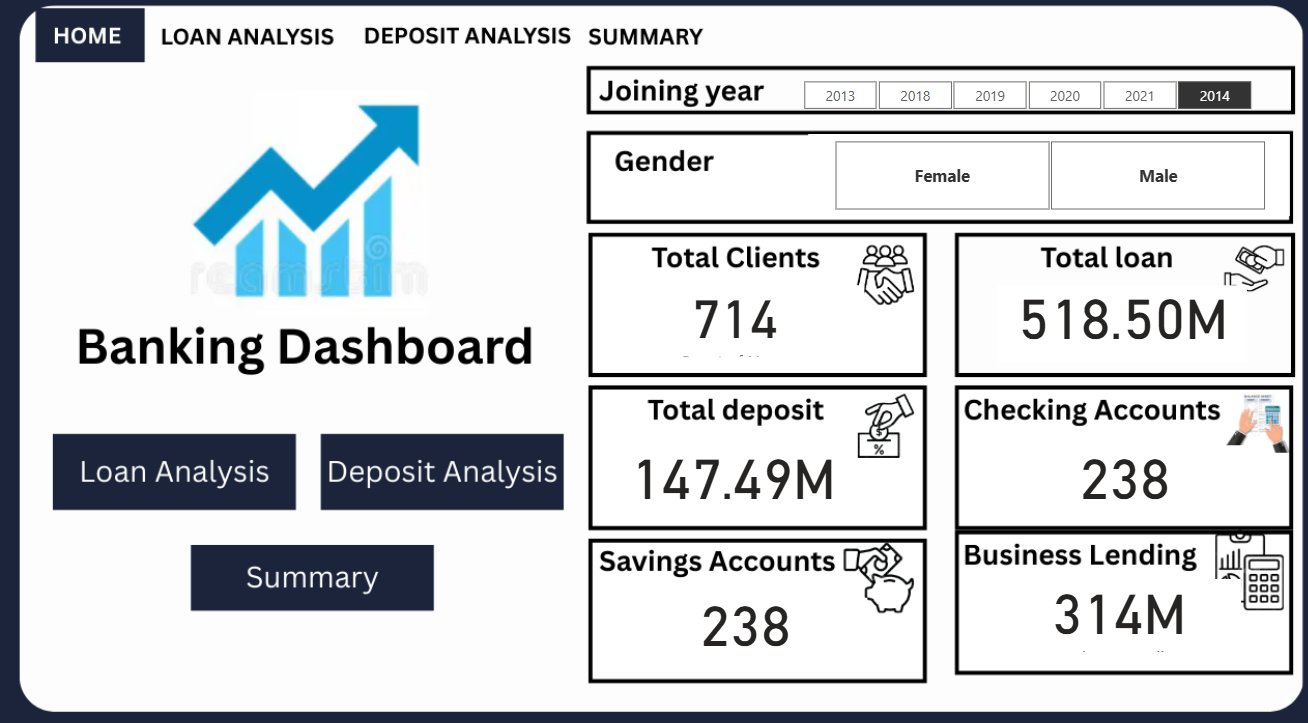 HOME LOAN ANALYSIS DEPOSIT ANALYSIS SUMMARY
Joining year 2013 2018 2019 2020 2021 2014
Gender Female Male
Banking Dashboard
Loan Analysis Deposit Analysis
Summary
Total Clients
714
Total loan
518.50M
Total deposit
147.49M
Checking Accounts
238
Savings Accounts
238
Business Lending
314M
%
$